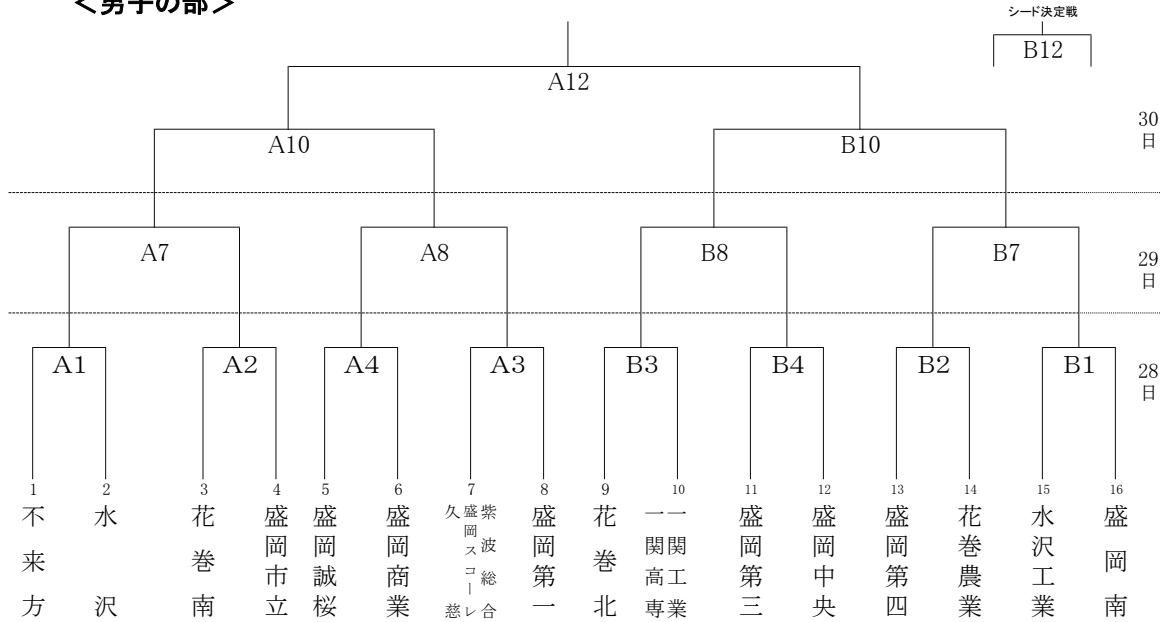 ＜男子の部＞
シード決定戦
B12
A12
30日
A10
B10
29日
A7
A8
B8
B7
28日
A1
A2
A4
A3
B3
B4
B2
B1
1
2
3
4
5
6
7
8
9
10
11
12
13
14
15
16
不来方
水沢
花巻南
盛岡市立
盛岡誠桜
盛岡商業
紫波総合
盛岡スコーレ
久慈
盛岡第一
花巻北
一関工業
一関高専
盛岡第三
盛岡中央
盛岡第四
花巻農業
水沢工業
盛岡南